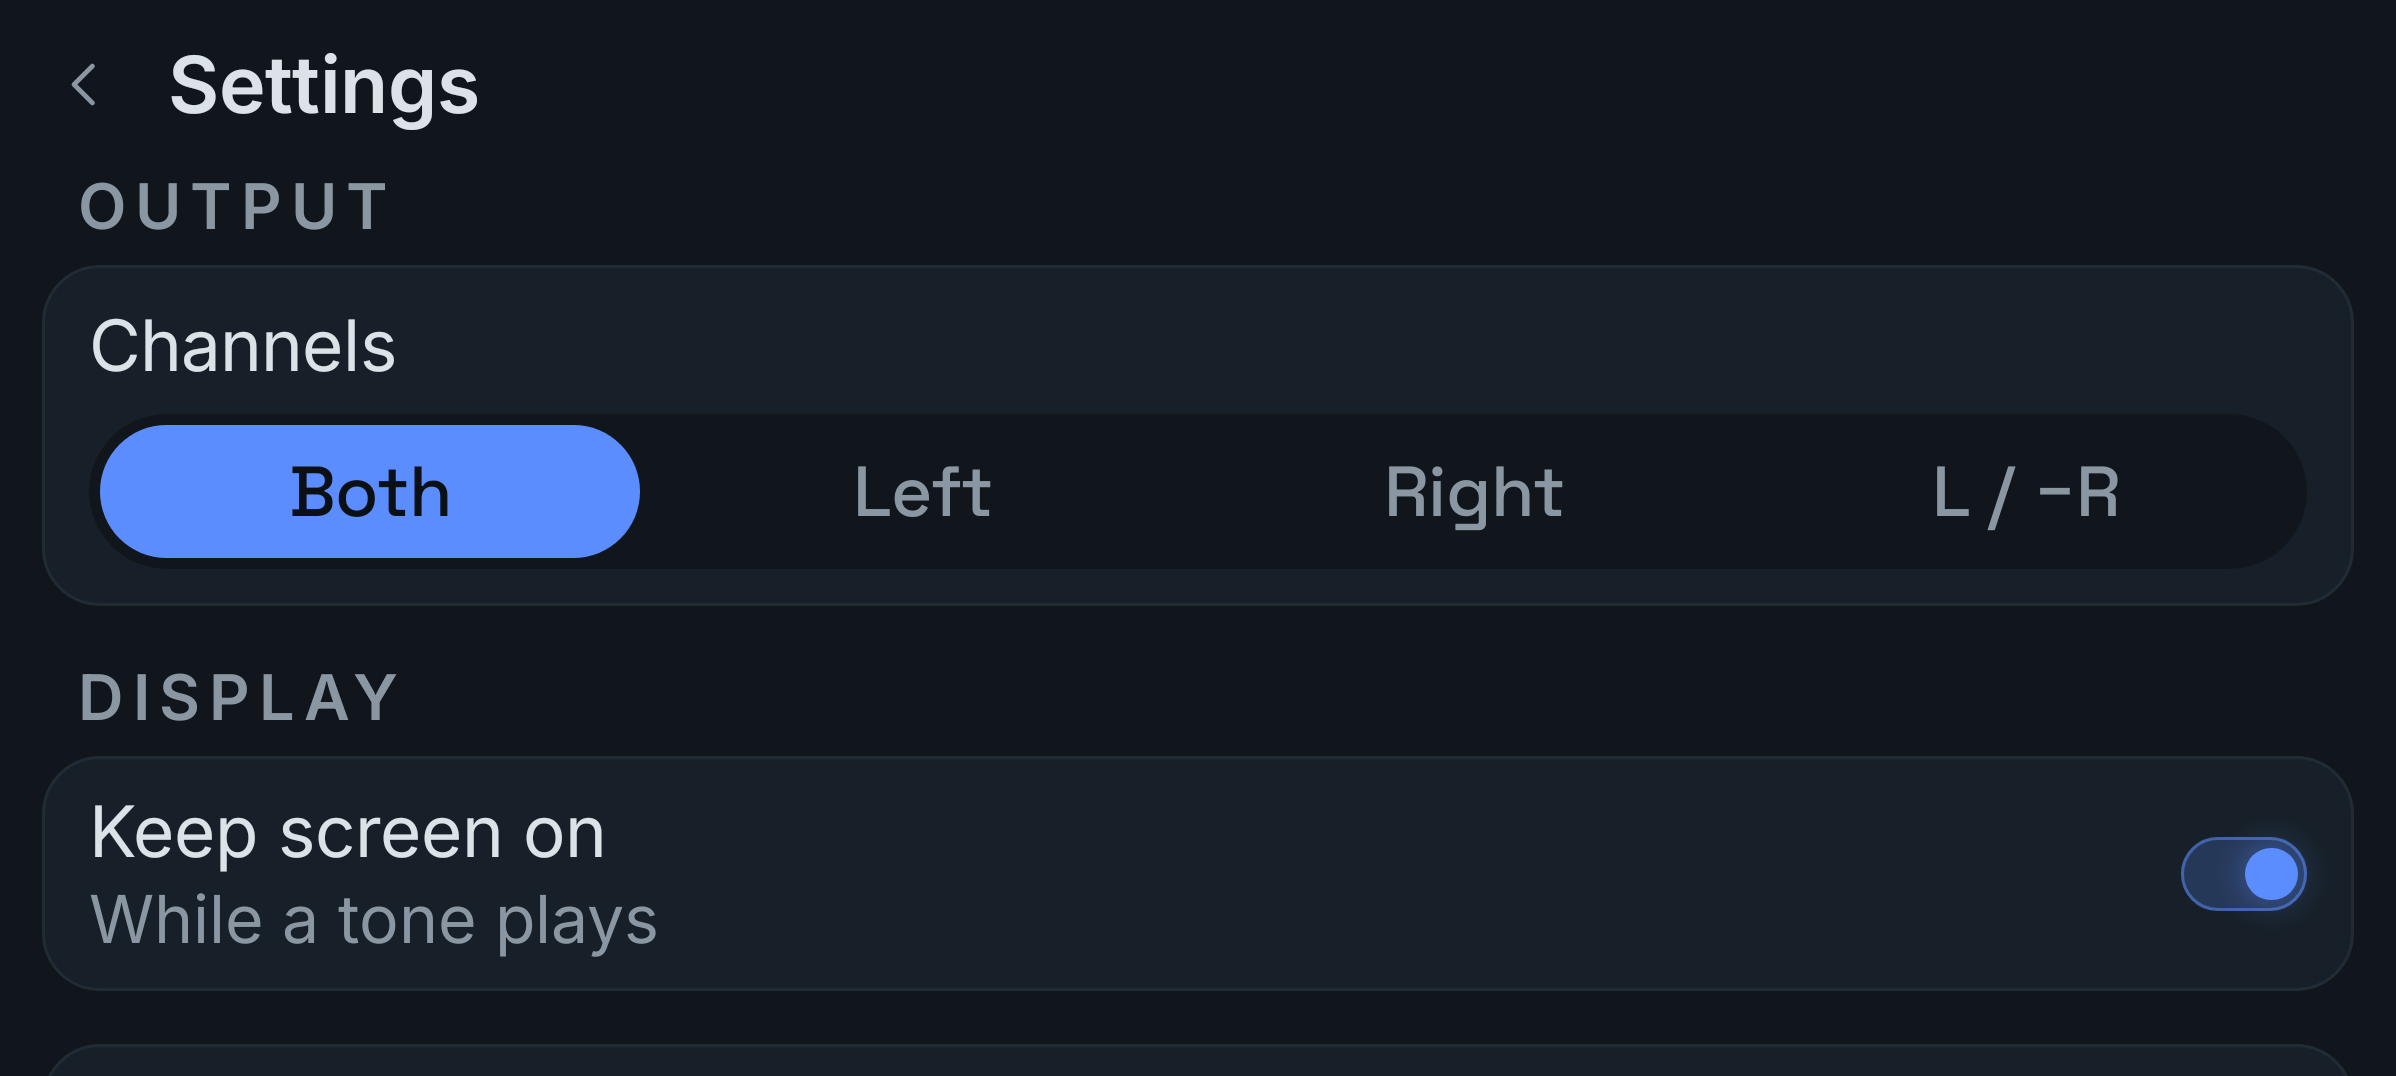 Settings
OUTPUT
Channels
Both Left Right L / −R
DISPLAY
Keep screen on
While a tone plays